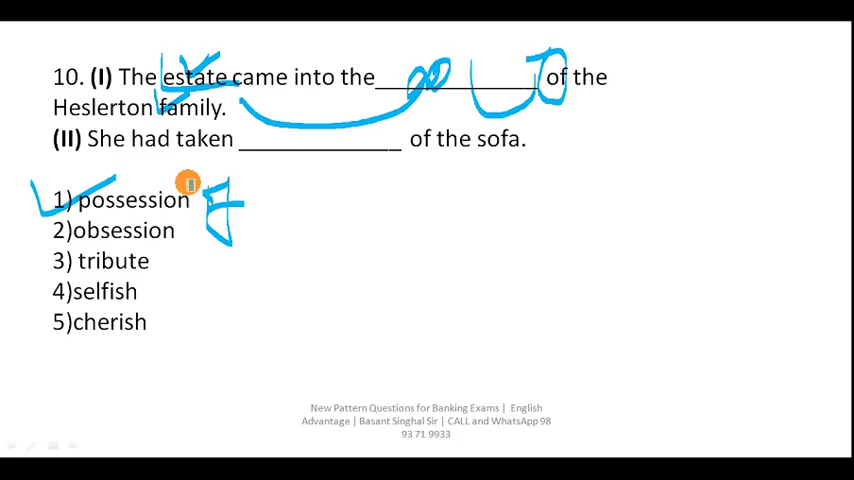 10. (I) The estate came into the_____________ of the
Heslerton family.
(II) She had taken _____________ of the sofa.
1) possession
2)obsession
3) tribute
4)selfish
5)cherish
New Pattern Questions for Banking Exams | English
Advantage | Basant Singhal Sir | CALL and WhatsApp 98
93 71 9933